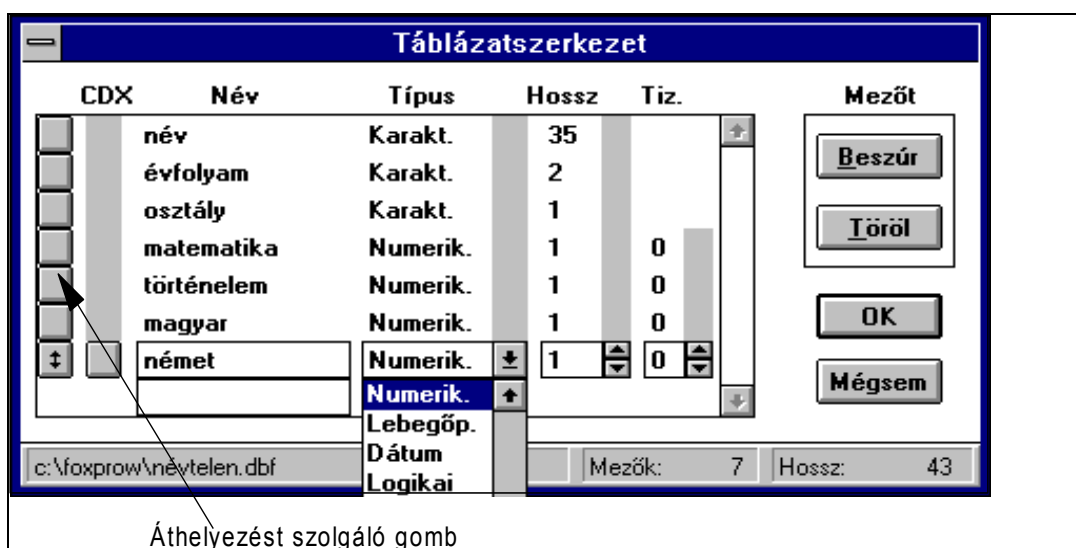 Táblázatszerkezet
CDX Név Típus Hossz Tiz. Mezőt
név Karakt. 35
évfolyam Karakt. 2
osztály Karakt. 1
matematika Numerik. 1 0
történelem Numerik. 1 0
magyar Numerik. 1 0
német Numerik. 1 0
Numerik.
Lebegőp.
Dátum
Logikai
Beszúr
Töröl
OK
Mégsem
c:\foxprow\névtelen.dbf Mezők: 7 Hossz: 43
Áthelyezést szolgáló gomb